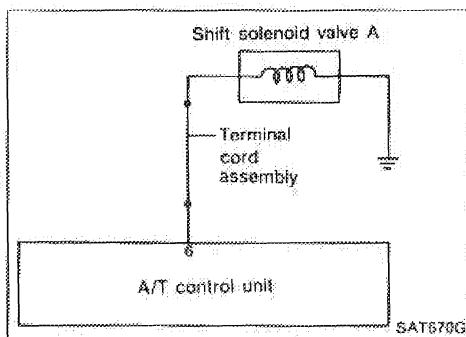 Shift solenoid valve A
Terminal
cord
assembly
6
A/T control unit
SAT670G